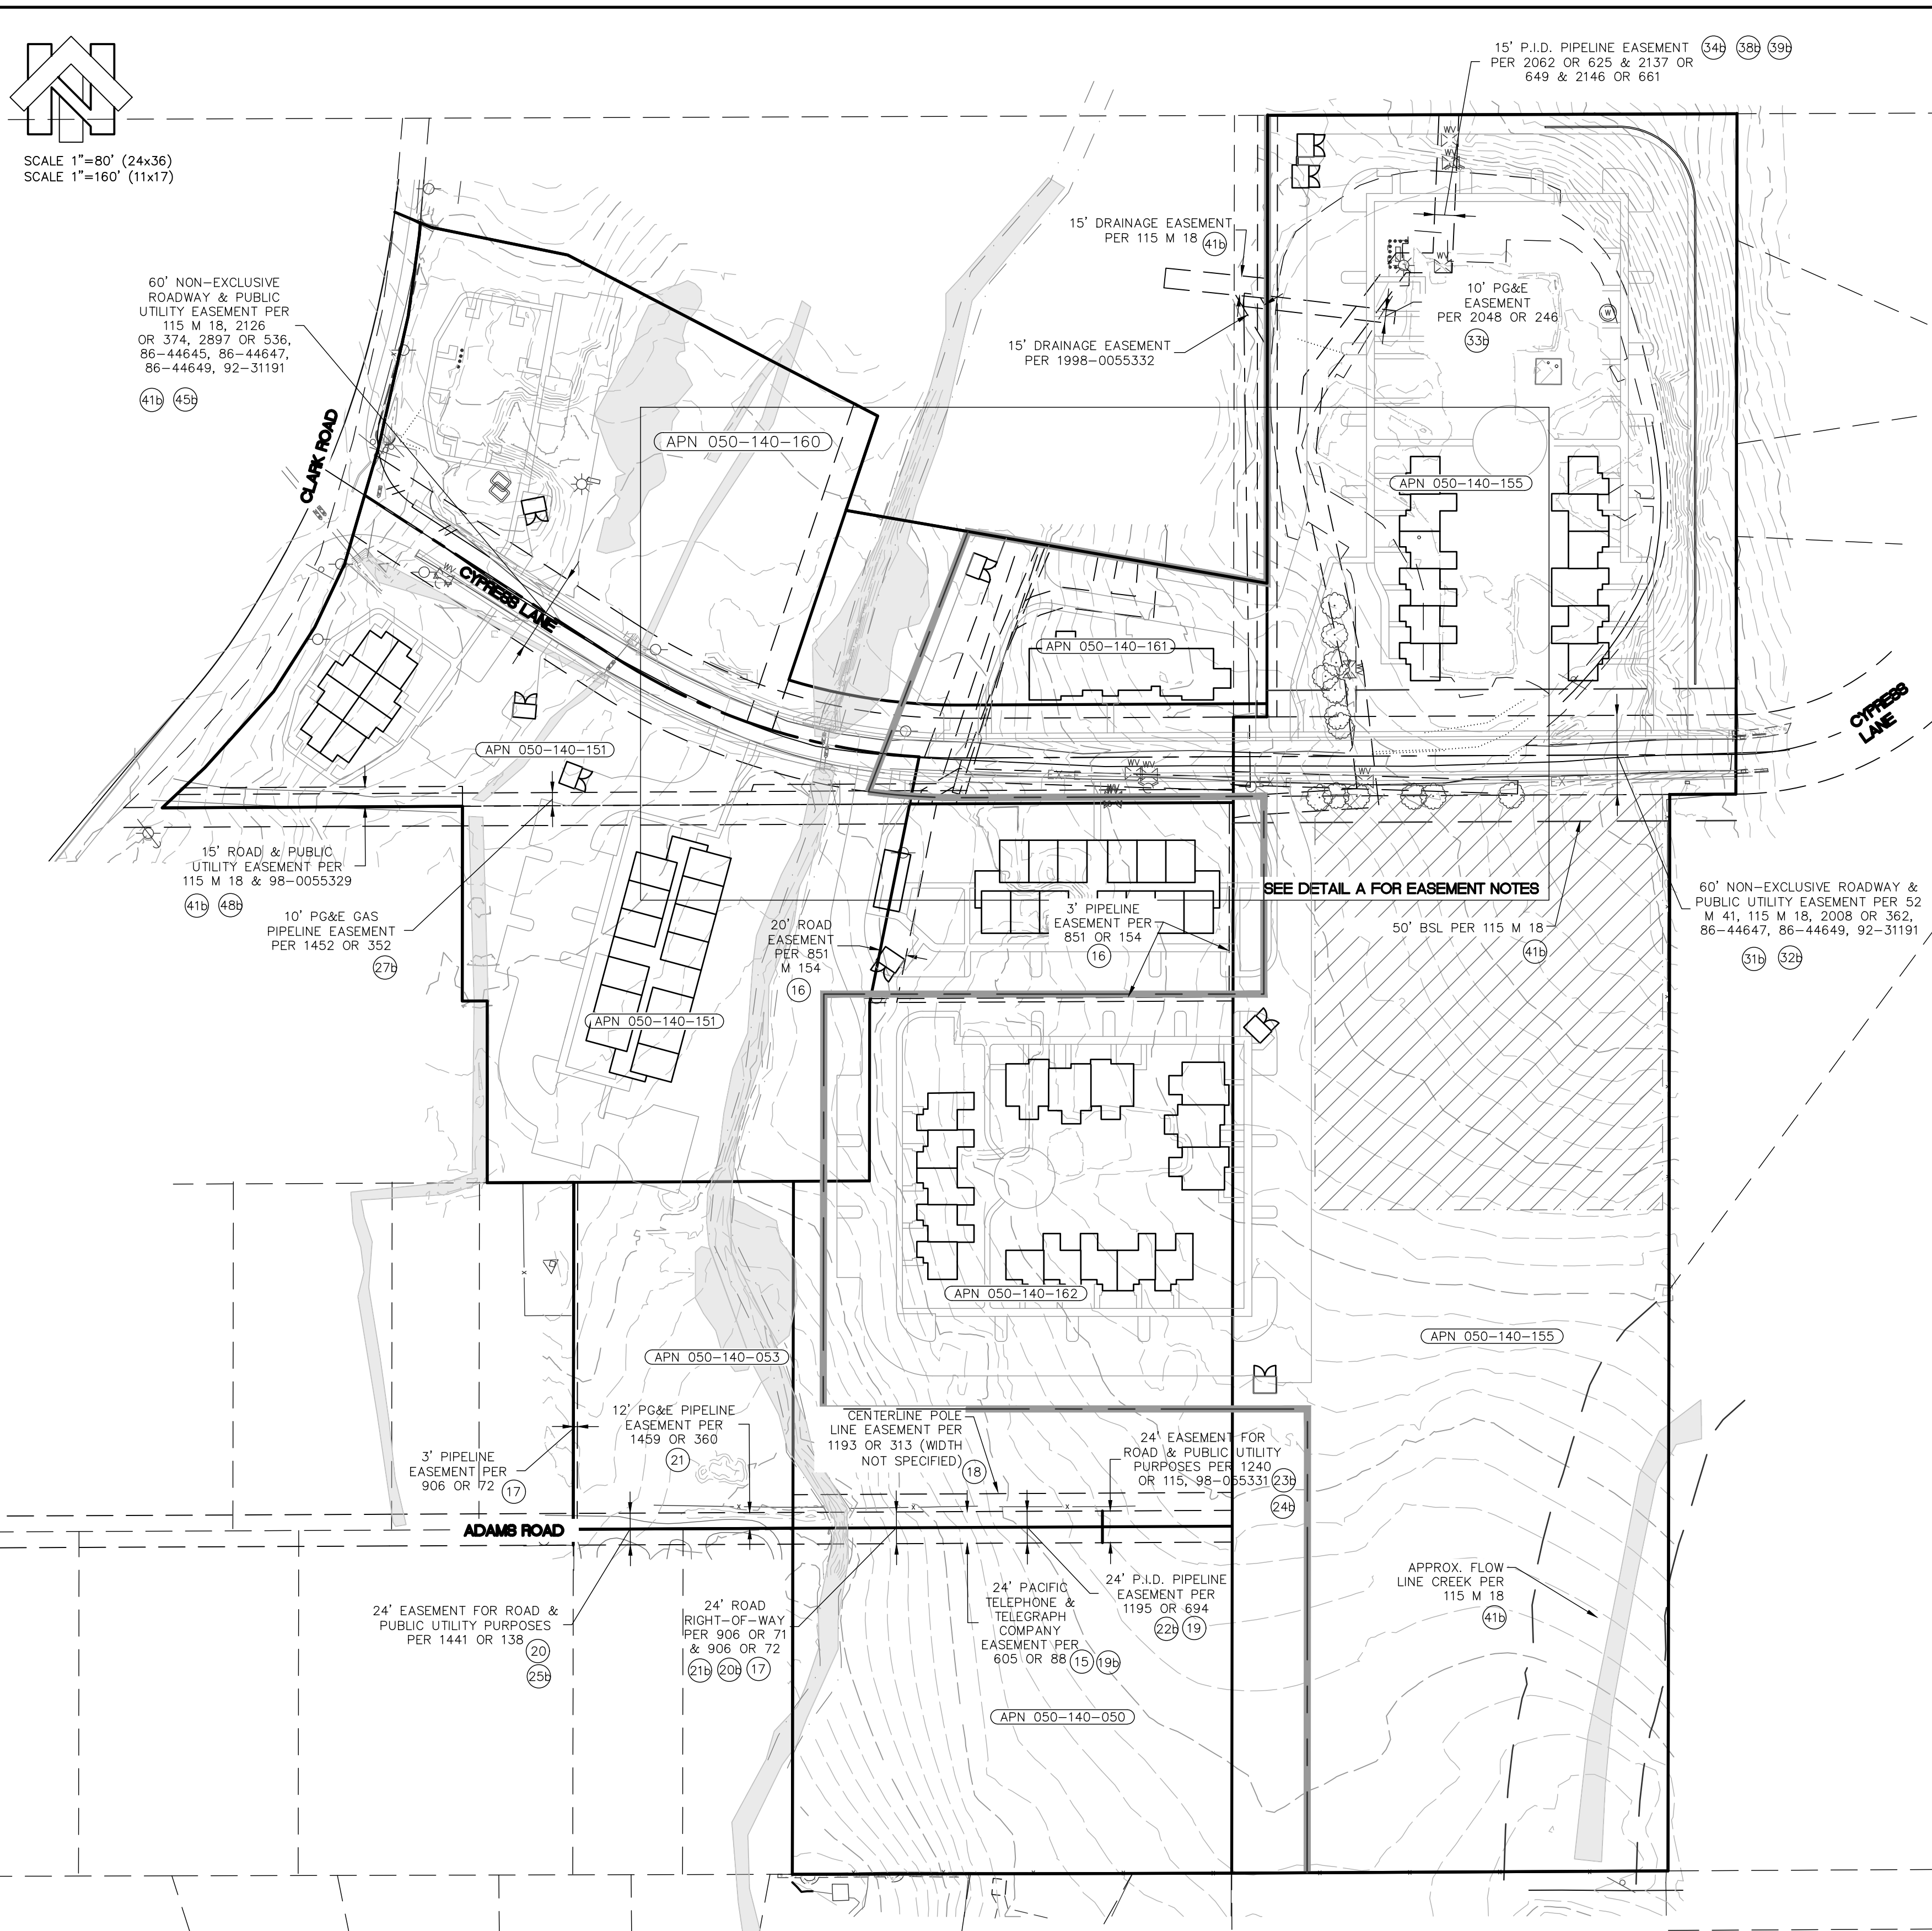 SCALE 1"=80' (24x36)
SCALE 1"=160' (11x17)
15' P.I.D. PIPELINE EASEMENT 34b 38b 39b
PER 2062 OR 625 & 2137 OR
649 & 2146 OR 661
15' DRAINAGE EASEMENT
PER 115 M 18 41b
15' DRAINAGE EASEMENT
PER 1998-0055332
10' PG&E
EASEMENT
PER 2048 OR 246
33b
60' NON-EXCLUSIVE
ROADWAY & PUBLIC
UTILITY EASEMENT PER
115 M 18, 2126
OR 374, 2897 OR 536,
86-44645, 86-44647,
86-44649, 92-31191
41b 45b
CLARK ROAD
APN 050-140-160
APN 050-140-155
CYPRESS LANE
APN 050-140-161
CYPRESS
LANE
APN 050-140-151
WV
WV
WV
W
WV
WV
WV
WV
WV
EX-E
EX-E
EX-E
15' ROAD & PUBLIC
UTILITY EASEMENT PER
115 M 18 & 98-0055329
41b 48b
10' PG&E GAS
PIPELINE EASEMENT
PER 1452 OR 352
27b
20' ROAD
EASEMENT
PER 851
M 154
16
3' PIPELINE
EASEMENT PER
851 OR 154
16
SEE DETAIL A FOR EASEMENT NOTES
50' BSL PER 115 M 18
41b
60' NON-EXCLUSIVE ROADWAY &
PUBLIC UTILITY EASEMENT PER 52
M 41, 115 M 18, 2008 OR 362,
86-44647, 86-44649, 92-31191
31b 32b
APN 050-140-151
APN 050-140-162
APN 050-140-155
APN 050-140-053
12' PG&E PIPELINE
EASEMENT PER
1459 OR 360
21
3' PIPELINE
EASEMENT PER
906 OR 72 17
CENTERLINE POLE
LINE EASEMENT PER
1193 OR 313 (WIDTH
NOT SPECIFIED) 18
24' EASEMENT FOR
ROAD & PUBLIC UTILITY
PURPOSES PER 1240
OR 115, 98-055331 23b
24b
ADAMS ROAD
24' EASEMENT FOR ROAD &
PUBLIC UTILITY PURPOSES
PER 1441 OR 138 20
25b
24' ROAD
RIGHT-OF-WAY
PER 906 OR 71
& 906 OR 72
21b 20b 17
24' PACIFIC
TELEPHONE &
TELEGRAPH
COMPANY
EASEMENT PER
605 OR 88 15 19b
24' P.I.D. PIPELINE
EASEMENT PER
1195 OR 694
22b 19
APPROX. FLOW
LINE CREEK PER
115 M 18
41b
APN 050-140-050